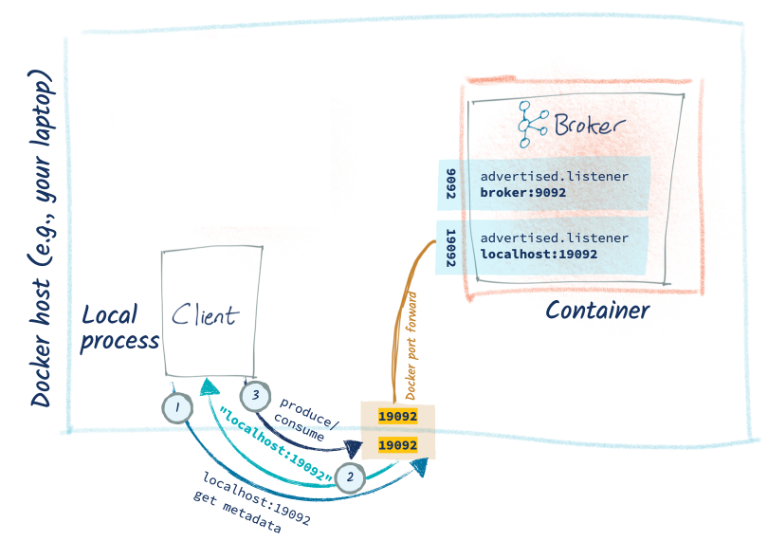 Docker host (e.g., your laptop)
Broker
9092
advertised.listener
broker:9092
19092
advertised.listener
localhost:19092
Container
Local
process
Client
Docker port forward
19092
19092
1
3
produce/
consume
"localhost:19092"
2
localhost:19092
get metadata